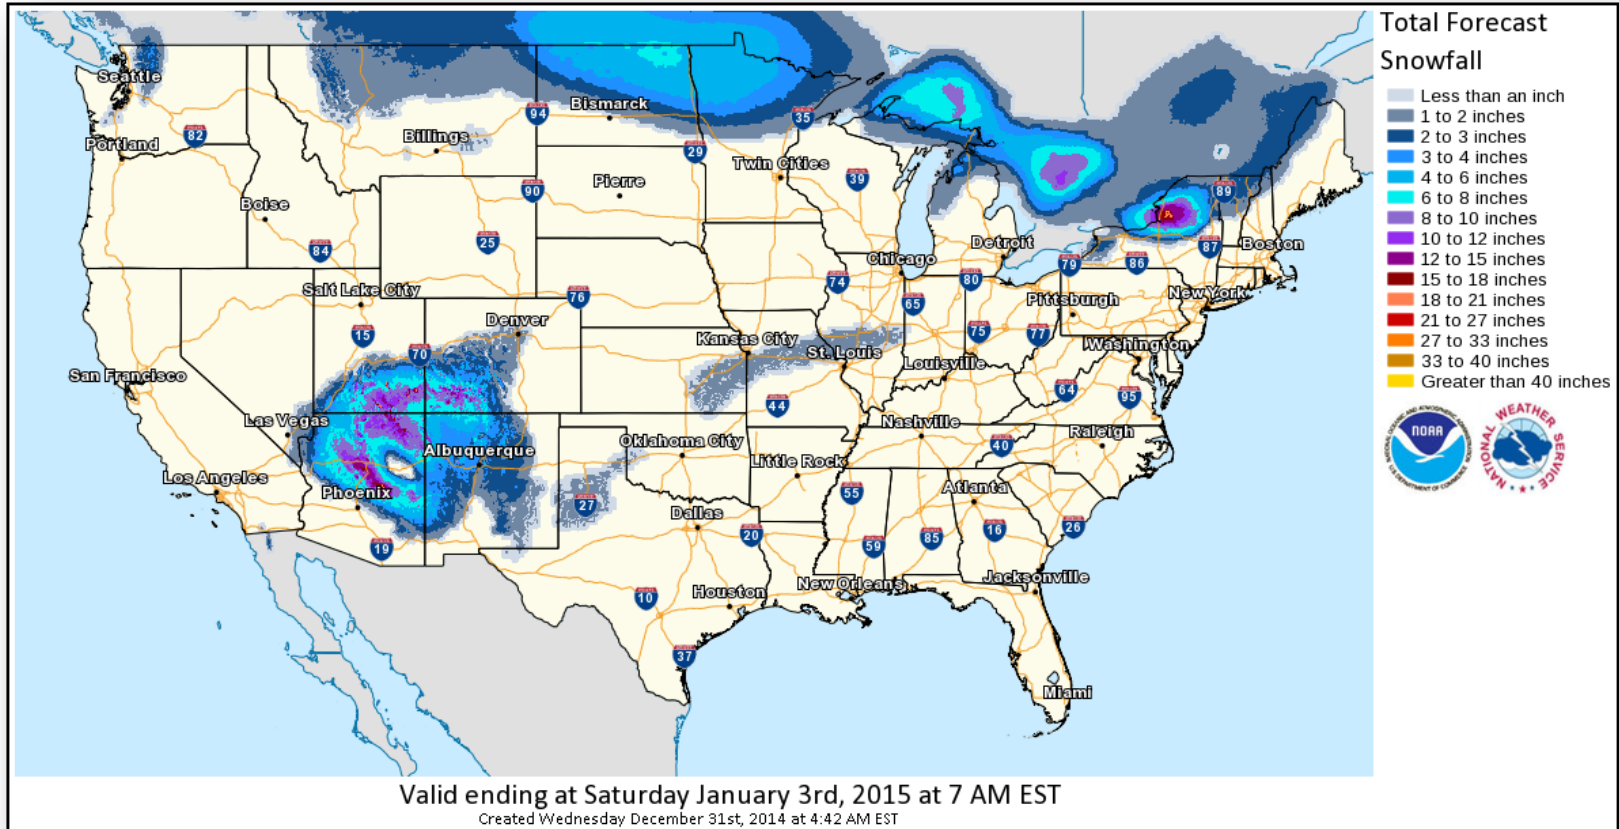 Total Forecast
Snowfall
Less than an inch
1 to 2 inches
2 to 3 inches
3 to 4 inches
4 to 6 inches
6 to 8 inches
8 to 10 inches
10 to 12 inches
12 to 15 inches
15 to 18 inches
18 to 21 inches
21 to 27 inches
27 to 33 inches
33 to 40 inches
Greater than 40 inches
NOAA
NATIONAL WEATHER SERVICE
Seattle
94
Bismarck
35
82
Portland
Billings
29
Twin Cities
39
90
Pierre
89
Boise
84
25
Detroit
87
Boston
Chicago
79
86
74
80
Salt Lake City
76
65
Pittsburgh
New York
15
Denver
75
77
70
Kansas City
St. Louis
Washington
San Francisco
Louisville
64
95
44
Las Vegas
Nashville
Raleigh
Albuquerque
Oklahoma City
40
Little Rock
Los Angeles
Phoenix
27
55
Atlanta
Dallas
20
16
26
19
59
85
New Orleans
Jacksonville
10
Houston
37
Miami
Valid ending at Saturday January 3rd, 2015 at 7 AM EST
Created Wednesday December 31st, 2014 at 4:42 AM EST